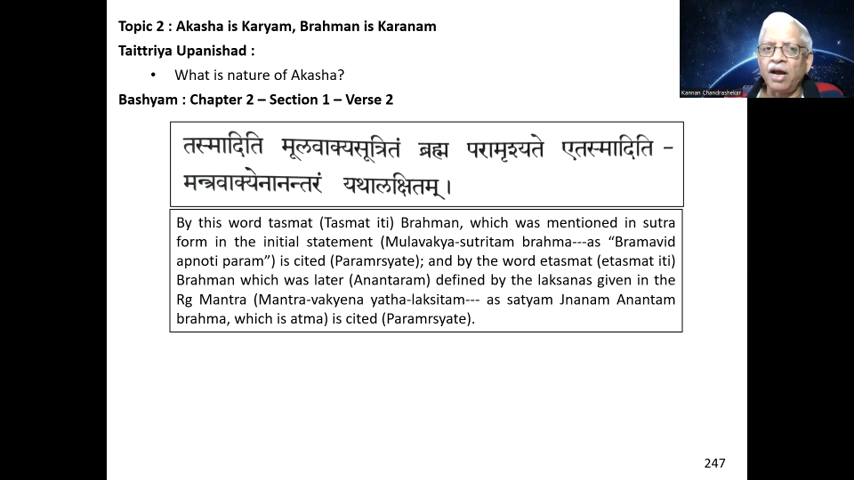 Topic 2 : Akasha is Karyam, Brahman is Karanam
Taittriya Upanishad :
• What is nature of Akasha?
Bashyam : Chapter 2 – Section 1 – Verse 2
तस्मादिति मूलवाक्यसूत्रितं ब्रह्म परामृश्यते एतस्मादिति –
मन्त्रवाक्येनानन्तरं यथालक्षितम् ।
By this word tasmat (Tasmat iti) Brahman, which was mentioned in sutra
form in the initial statement (Mulavakya-sutritam brahma---as “Bramavid
apnoti param”) is cited (Paramrsyate); and by the word etasmat (etasmat iti)
Brahman which was later (Anantaram) defined by the laksanas given in the
Rg Mantra (Mantra-vakyena yatha-laksitam--- as satyam Jnanam Anantam
brahma, which is atma) is cited (Paramrsyate).
247
Kannan Chandrashekar